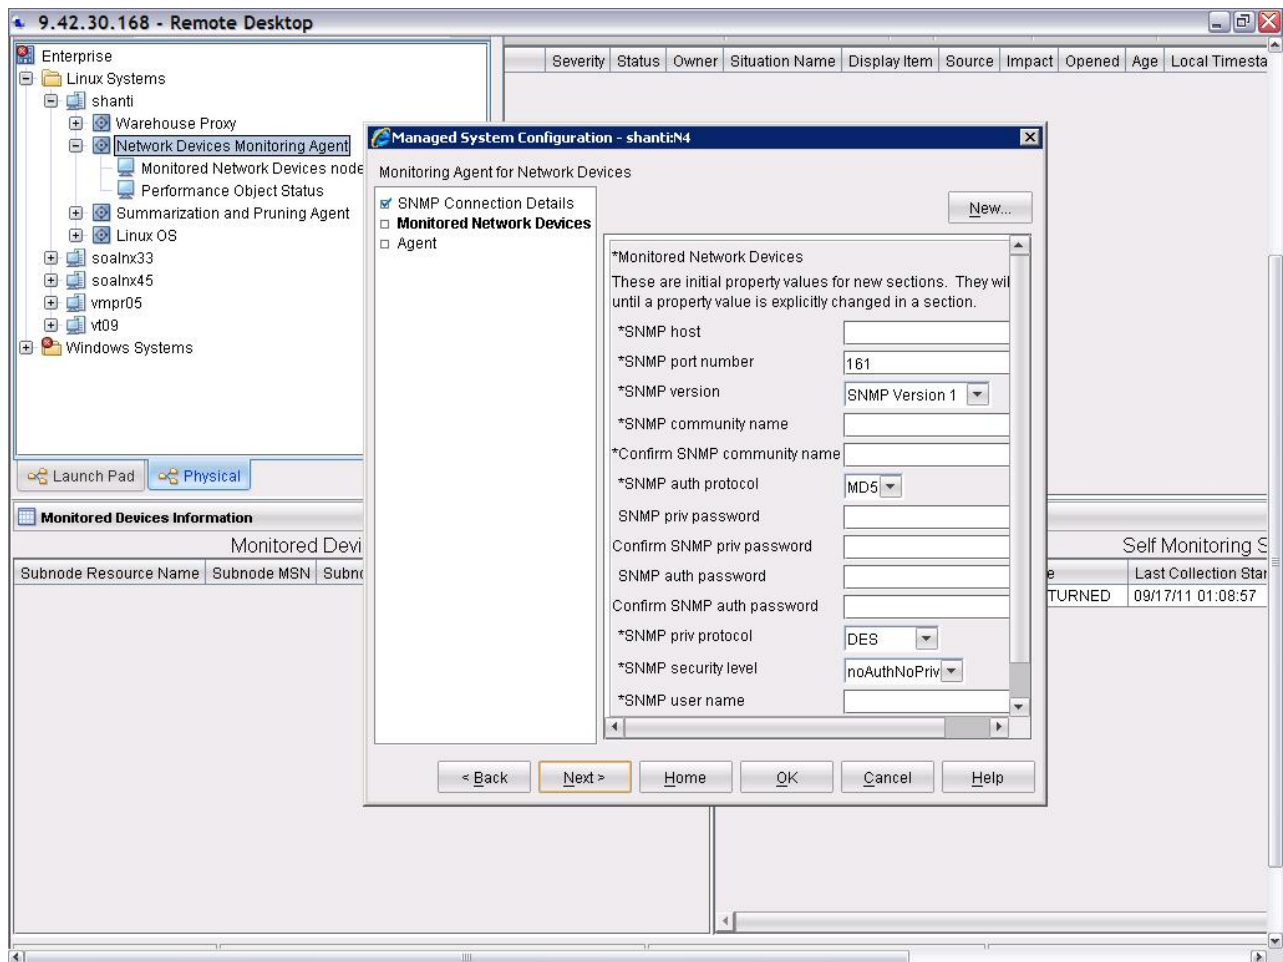 9.42.30.168 - Remote Desktop
Enterprise
Linux Systems
shanti
Warehouse Proxy
Network Devices Monitoring Agent
Monitored Network Devices node
Performance Object Status
Summarization and Pruning Agent
Linux OS
soalnx33
soalnx45
vmpr05
vt09
Windows Systems
Launch Pad
Physical
Severity Status Owner Situation Name Display Item Source Impact Opened Age Local Timesta
Managed System Configuration - shanti:N4
Monitoring Agent for Network Devices
SNMP Connection Details
Monitored Network Devices
Agent
New...
*Monitored Network Devices
These are initial property values for new sections. They wil
until a property value is explicitly changed in a section.
*SNMP host
*SNMP port number 161
*SNMP version SNMP Version 1
*SNMP community name
*Confirm SNMP community name
*SNMP auth protocol MD5
SNMP priv password
Confirm SNMP priv password
SNMP auth password
Confirm SNMP auth password
*SNMP priv protocol DES
*SNMP security level noAuthNoPriv
*SNMP user name
< Back Next > Home OK Cancel Help
Monitored Devices Information
Monitored Devi
Subnode Resource Name Subnode MSN Subno
Self Monitoring S
e Last Collection Star
TURNED 09/17/11 01:08:57